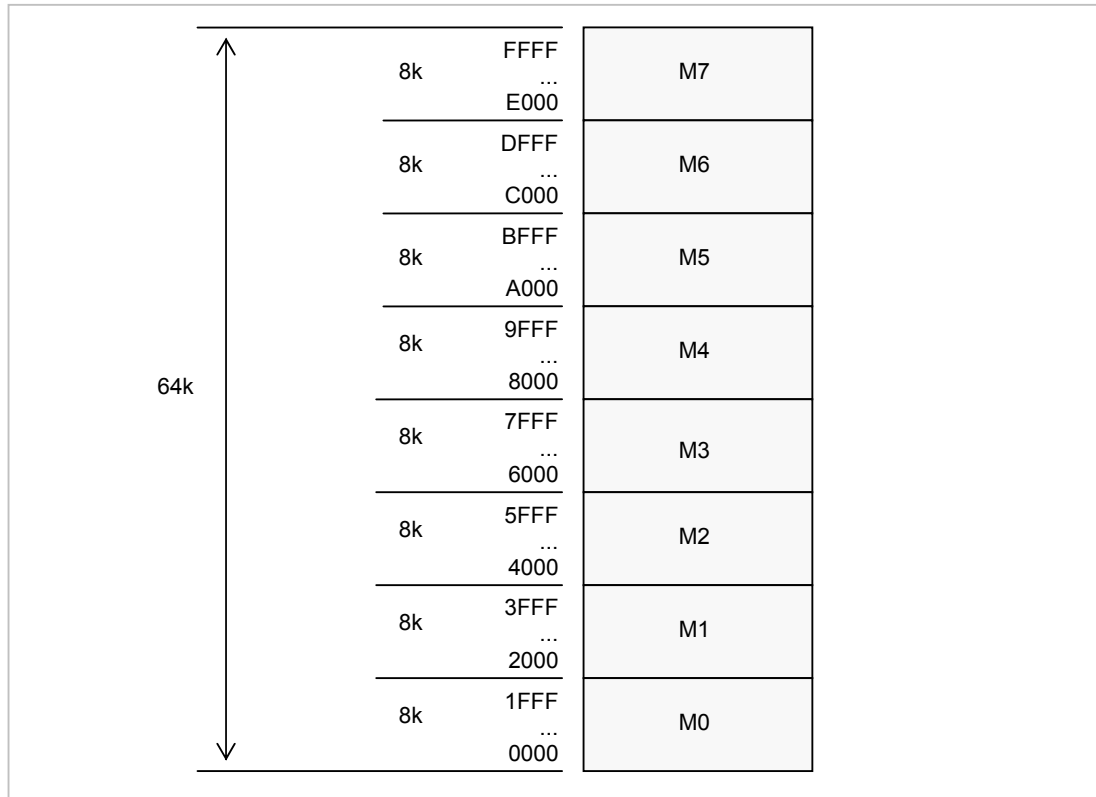 FFFF
8k
M7
...
E000
DFFF
8k
M6
...
C000
BFFF
8k
M5
...
A000
9FFF
8k
M4
...
8000
64k
7FFF
8k
M3
...
6000
5FFF
8k
M2
...
4000
3FFF
8k
M1
...
2000
1FFF
8k
M0
...
0000